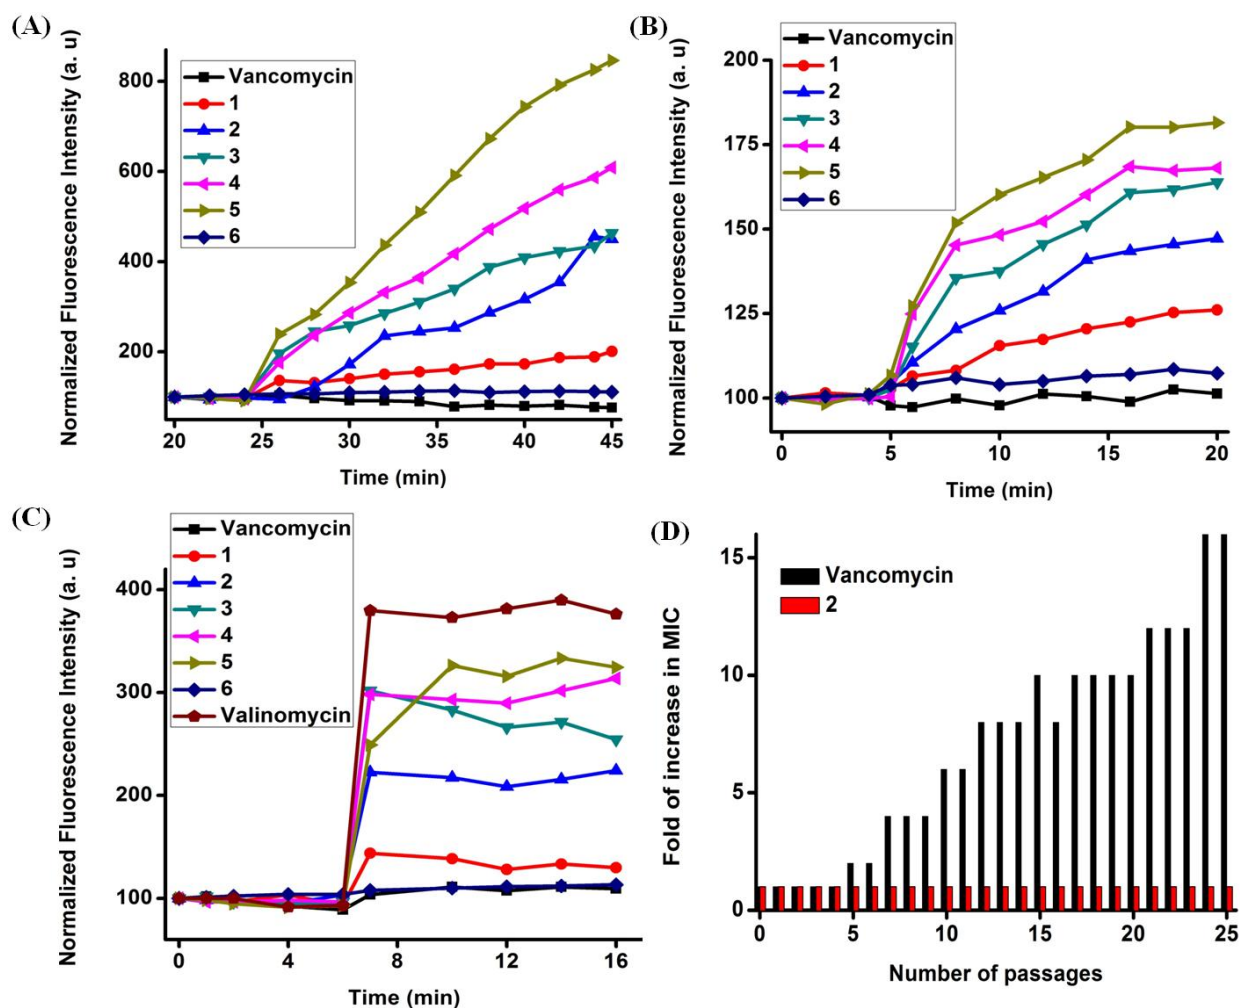 (A)
Normalized Fluorescence Intensity (a. u)
800
600
400
200
Vancomycin
1
2
3
4
5
6
20 25 30 35 40 45
Time (min)
(B)
Normalized Fluorescence Intensity (a. u)
200
175
150
125
100
Vancomycin
1
2
3
4
5
6
0 5 10 15 20
Time (min)
(C)
Normalized Fluorescence Intensity (a. u)
400
300
200
100
Vancomycin
1
2
3
4
5
6
Valinomycin
0 4 8 12 16
Time (min)
(D)
Fold of increase in MIC
15
10
5
0
Vancomycin
2
0 5 10 15 20 25
Number of passages